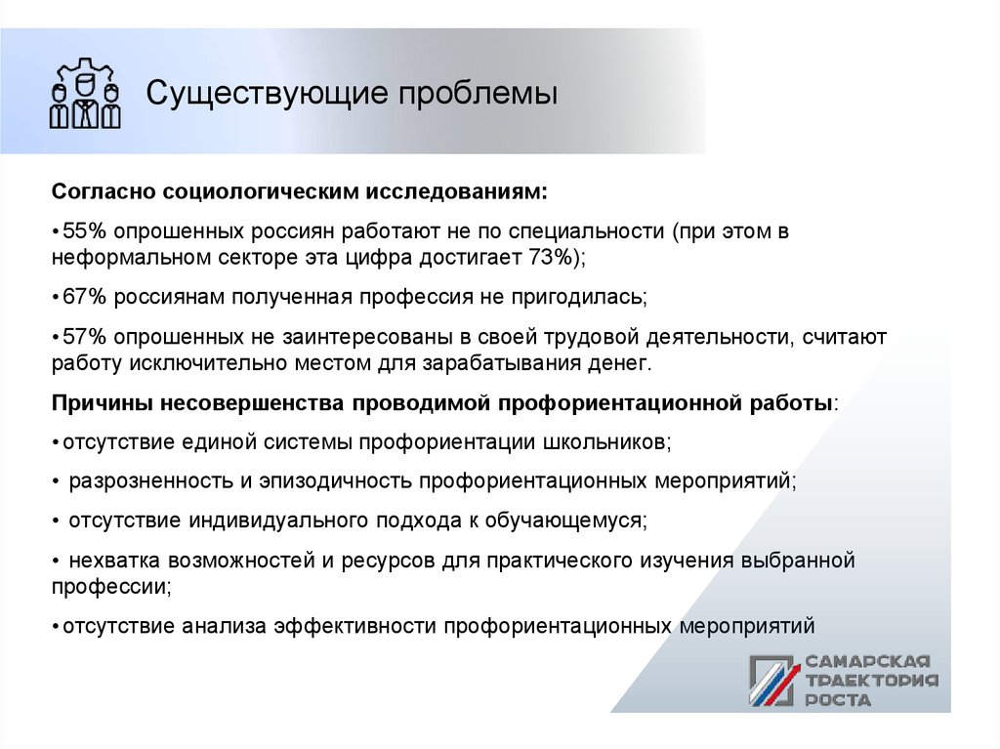 Существующие проблемы
Согласно социологическим исследованиям:
• 55% опрошенных россиян работают не по специальности (при этом в
неформальном секторе эта цифра достигает 73%);
• 67% россиянам полученная профессия не пригодилась;
• 57% опрошенных не заинтересованы в своей трудовой деятельности, считают
работу исключительно местом для зарабатывания денег.
Причины несовершенства проводимой профориентационной работы:
• отсутствие единой системы профориентации школьников;
• разрозненность и эпизодичность профориентационных мероприятий;
• отсутствие индивидуального подхода к обучающемуся;
• нехватка возможностей и ресурсов для практического изучения выбранной
профессии;
• отсутствие анализа эффективности профориентационных мероприятий
САМАРСКАЯ
ТРАЕКТОРИЯ
РОСТА